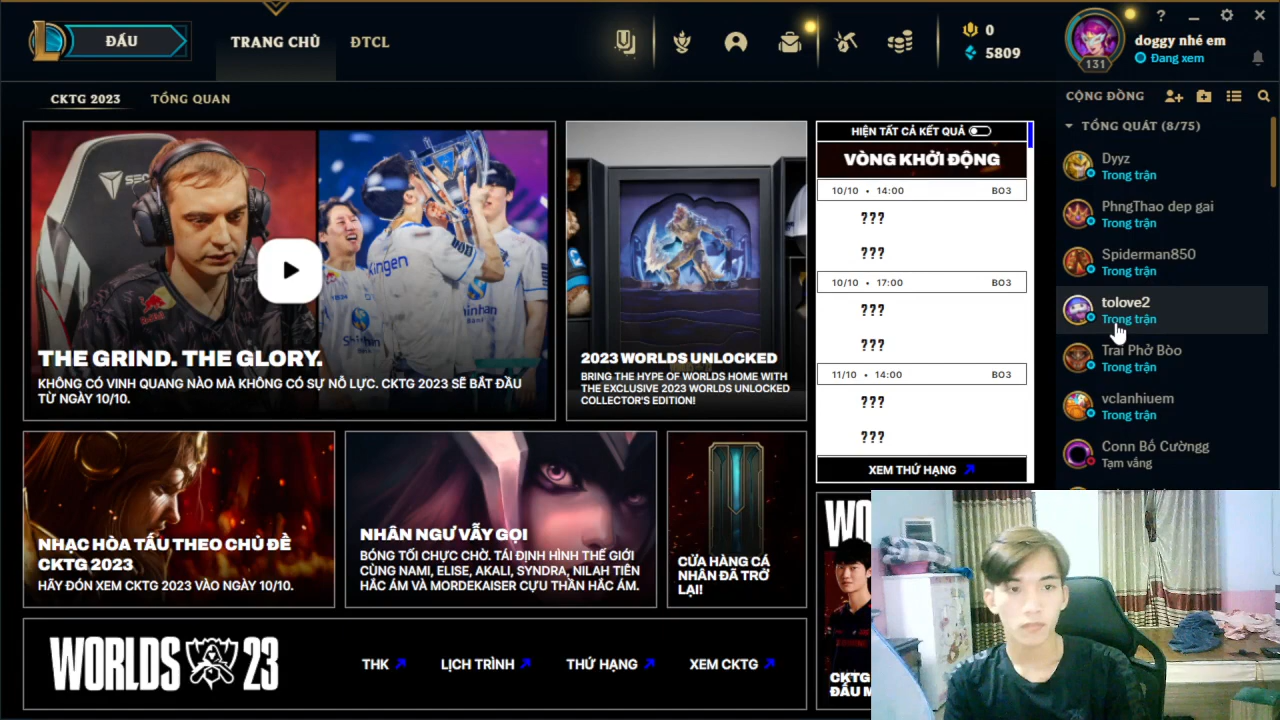 ĐẤU
TRANG CHỦ
ĐTCL
0
5809
131
?
doggy nhé em
Đang xem
CKTG 2023
TỔNG QUAN
CỘNG ĐỒNG
TỔNG QUÁT (8/75)
Dyyz
Trong trận
PhngThao dep gai
Trong trận
Spiderman850
Trong trận
tolove2
Trong trận
Trai Phở Bòo
Trong trận
vclanhiuem
Trong trận
Conn Bố Cườngg
Tạm vắng
Kingen
THE GRIND. THE GLORY.
KHÔNG CÓ VINH QUANG NÀO MÀ KHÔNG CÓ SỰ NỖ LỰC. CKTG 2023 SẼ BẮT ĐẦU
TỪ NGÀY 10/10.
2023 WORLDS UNLOCKED
BRING THE HYPE OF WORLDS HOME WITH
THE EXCLUSIVE 2023 WORLDS UNLOCKED
COLLECTOR'S EDITION!
HIỆN TẤT CẢ KẾT QUẢ
VÒNG KHỞI ĐỘNG
10/10 • 14:00 BO3
???
???
10/10 • 17:00 BO3
???
???
11/10 • 14:00 BO3
???
???
XEM THỨ HẠNG
NHẠC HÒA TẤU THEO CHỦ ĐỀ
CKTG 2023
HÃY ĐÓN XEM CKTG 2023 VÀO NGÀY 10/10.
NHÂN NGƯ VẪY GỌI
BÓNG TỐI CHỰC CHỜ. TÁI ĐỊNH HÌNH THẾ GIỚI
CÙNG NAMI, ELISE, AKALI, SYNDRA, NILAH TIÊN
HẮC ÁM VÀ MORDEKAISER CỰU THẦN HẮC ÁM.
CỬA HÀNG CÁ
NHÂN ĐÃ TRỞ
LẠI!
WORLDS 23
THK
LỊCH TRÌNH
THỨ HẠNG
XEM CKTG
WO
CKTG
ĐẤU M